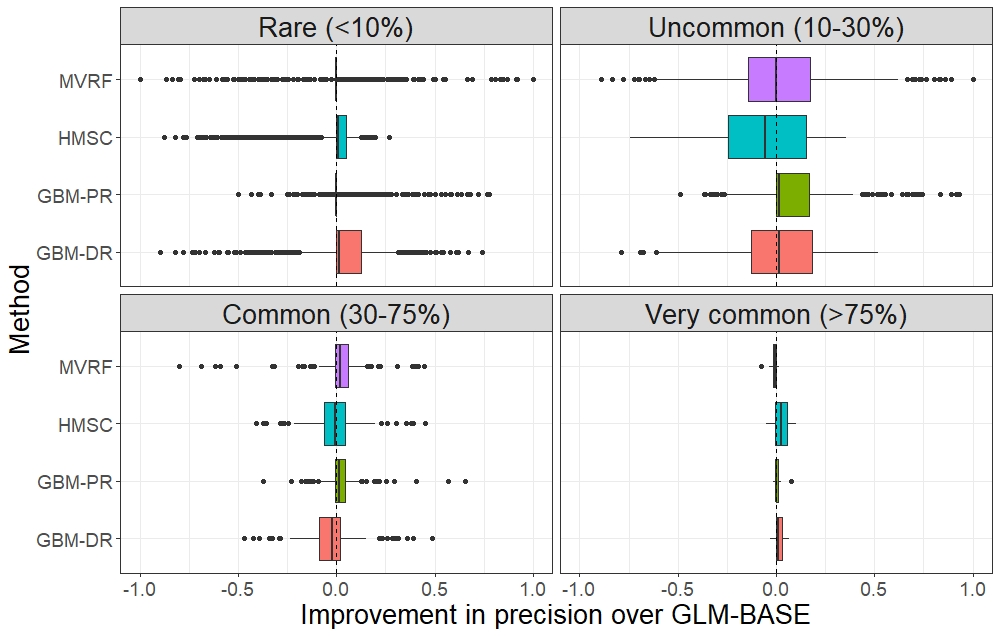 Rare (<10%)
Uncommon (10-30%)
MVRF
HMSC
GBM-PR
GBM-DR
Common (30-75%)
Very common (>75%)
MVRF
HMSC
GBM-PR
GBM-DR
Method
-1.0 -0.5 0.0 0.5 1.0
-1.0 -0.5 0.0 0.5 1.0
Improvement in precision over GLM-BASE